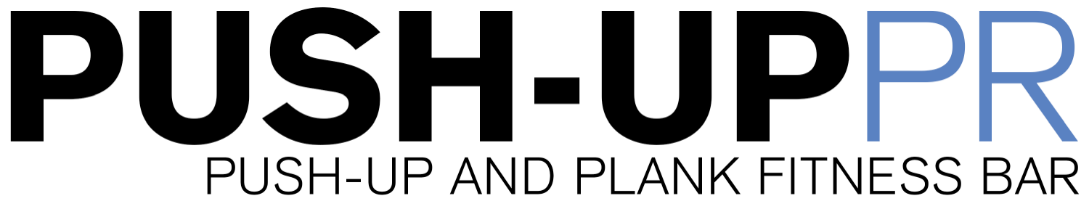 PUSH-UPPR
PUSH-UP AND PLANK FITNESS BAR